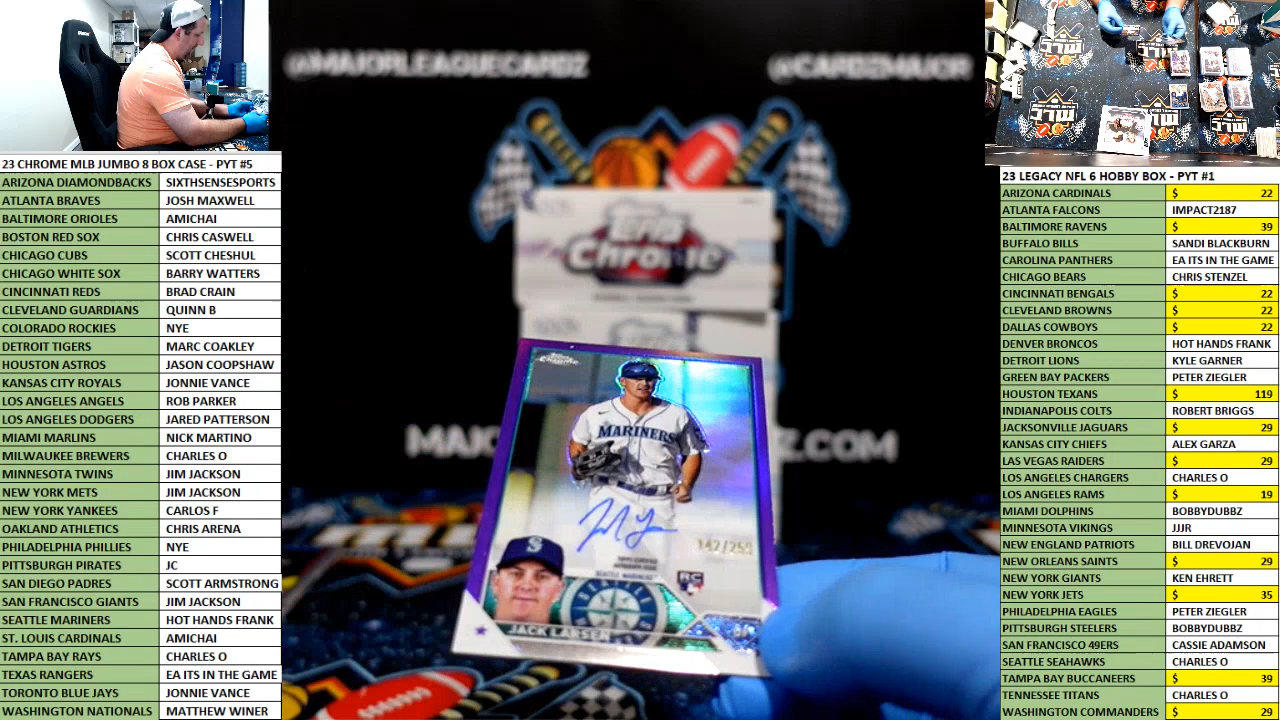 23 CHROME MLB JUMBO 8 BOX CASE - PYT #5
ARIZONA DIAMONDBACKS SIXTHSENSESPORTS
ATLANTA BRAVES JOSH MAXWELL
BALTIMORE ORIOLES AMICHAI
BOSTON RED SOX CHRIS CASWELL
CHICAGO CUBS SCOTT CHESHUL
CHICAGO WHITE SOX BARRY WATTERS
CINCINNATI REDS BRAD CRAIN
CLEVELAND GUARDIANS QUINN B
COLORADO ROCKIES NYE
DETROIT TIGERS MARC COAKLEY
HOUSTON ASTROS JASON COOPSHAW
KANSAS CITY ROYALS JONNIE VANCE
LOS ANGELES ANGELS ROB PARKER
LOS ANGELES DODGERS JARED PATTERSON
MIAMI MARLINS NICK MARTINO
MILWAUKEE BREWERS CHARLES O
MINNESOTA TWINS JIM JACKSON
NEW YORK METS JIM JACKSON
NEW YORK YANKEES CARLOS F
OAKLAND ATHLETICS CHRIS ARENA
PHILADELPHIA PHILLIES NYE
PITTSBURGH PIRATES JC
SAN DIEGO PADRES SCOTT ARMSTRONG
SAN FRANCISCO GIANTS JIM JACKSON
SEATTLE MARINERS HOT HANDS FRANK
ST. LOUIS CARDINALS AMICHAI
TAMPA BAY RAYS CHARLES O
TEXAS RANGERS EA ITS IN THE GAME
TORONTO BLUE JAYS JONNIE VANCE
WASHINGTON NATIONALS MATTHEW WINER
@MAJORLEAGUECARDZ
@CARDZMAJOR
Topps
Chrome
Topps Chrome
MARINERS
142/250
SEATTLE MARINERS
RC
S
JACK LARSEN
23 LEGACY NFL 6 HOBBY BOX - PYT #1
ARIZONA CARDINALS $ 22
ATLANTA FALCONS IMPACT2187
BALTIMORE RAVENS $ 39
BUFFALO BILLS SANDI BLACKBURN
CAROLINA PANTHERS EA ITS IN THE GAME
CHICAGO BEARS CHRIS STENZEL
CINCINNATI BENGALS $ 22
CLEVELAND BROWNS $ 22
DALLAS COWBOYS $ 22
DENVER BRONCOS HOT HANDS FRANK
DETROIT LIONS KYLE GARNER
GREEN BAY PACKERS PETER ZIEGLER
HOUSTON TEXANS $ 119
INDIANAPOLIS COLTS ROBERT BRIGGS
JACKSONVILLE JAGUARS $ 29
KANSAS CITY CHIEFS ALEX GARZA
LAS VEGAS RAIDERS $ 29
LOS ANGELES CHARGERS CHARLES O
LOS ANGELES RAMS $ 19
MIAMI DOLPHINS BOBBYDUBBZ
MINNESOTA VIKINGS JJJR
NEW ENGLAND PATRIOTS BILL DREVOJAN
NEW ORLEANS SAINTS $ 29
NEW YORK GIANTS KEN EHRETT
NEW YORK JETS $ 35
PHILADELPHIA EAGLES PETER ZIEGLER
PITTSBURGH STEELERS BOBBYDUBBZ
SAN FRANCISCO 49ERS CASSIE ADAMSON
SEATTLE SEAHAWKS CHARLES O
TAMPA BAY BUCCANEERS $ 39
TENNESSEE TITANS CHARLES O
WASHINGTON COMMANDERS $ 29